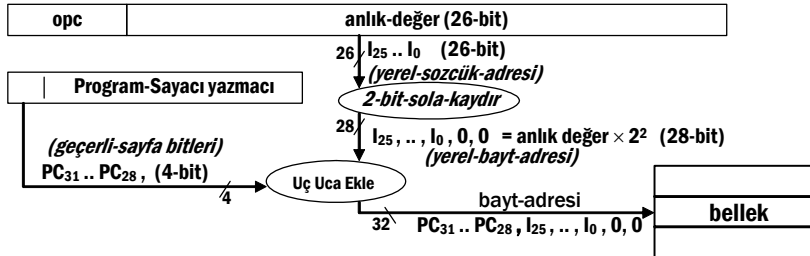 opc anlık-değer (26-bit)
26 I25 .. I0 (26-bit)
(yerel-sozcük-adresi)
Program-Sayacı yazmacı
2-bit-sola-kaydır
28 I25 , .. , I0 , 0, 0 = anlık değer × 2² (28-bit)
(yerel-bayt-adresi)
(geçerli-sayfa bitleri)
PC31 .. PC28 , (4-bit)
4
Uç Uca Ekle
32
bayt-adresi
PC31 .. PC28 , I25 , .. , I0 , 0, 0
bellek